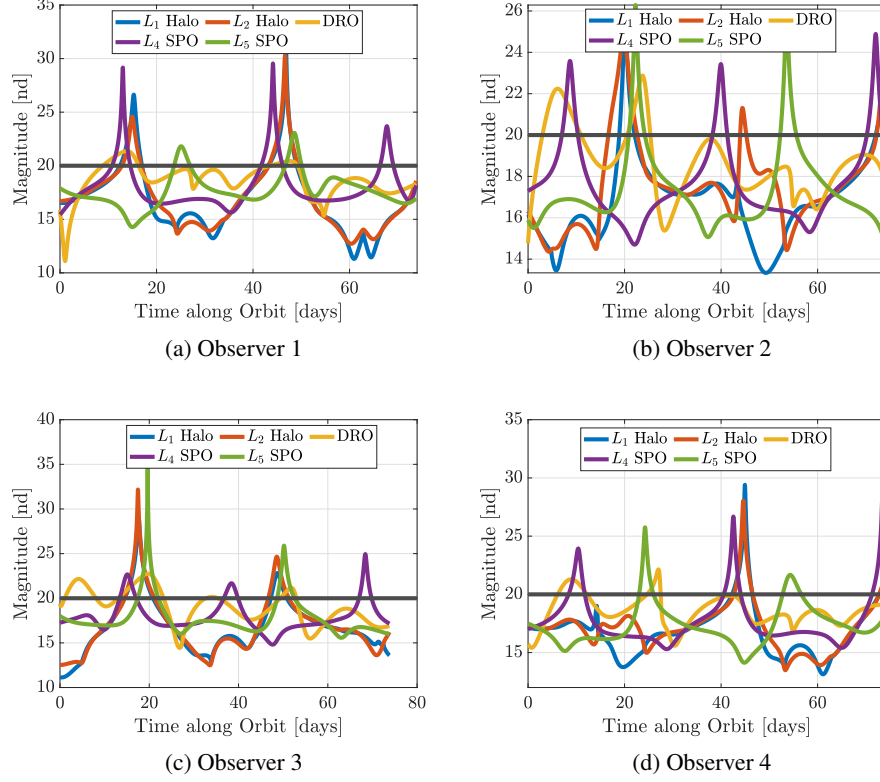 35
L₁ Halo L₂ Halo DRO
L₄ SPO L₅ SPO
30
25
20
15
10
Magnitude [nd]
0 20 40 60
Time along Orbit [days]
(a) Observer 1
26
L₁ Halo L₂ Halo DRO
L₄ SPO L₅ SPO
24
22
20
18
16
14
Magnitude [nd]
0 20 40 60
Time along Orbit [days]
(b) Observer 2
40
L₁ Halo L₂ Halo DRO
L₄ SPO L₅ SPO
35
30
25
20
15
10
Magnitude [nd]
0 20 40 60 80
Time along Orbit [days]
(c) Observer 3
35
L₁ Halo L₂ Halo DRO
L₄ SPO L₅ SPO
30
25
20
15
Magnitude [nd]
0 20 40 60
Time along Orbit [days]
(d) Observer 4